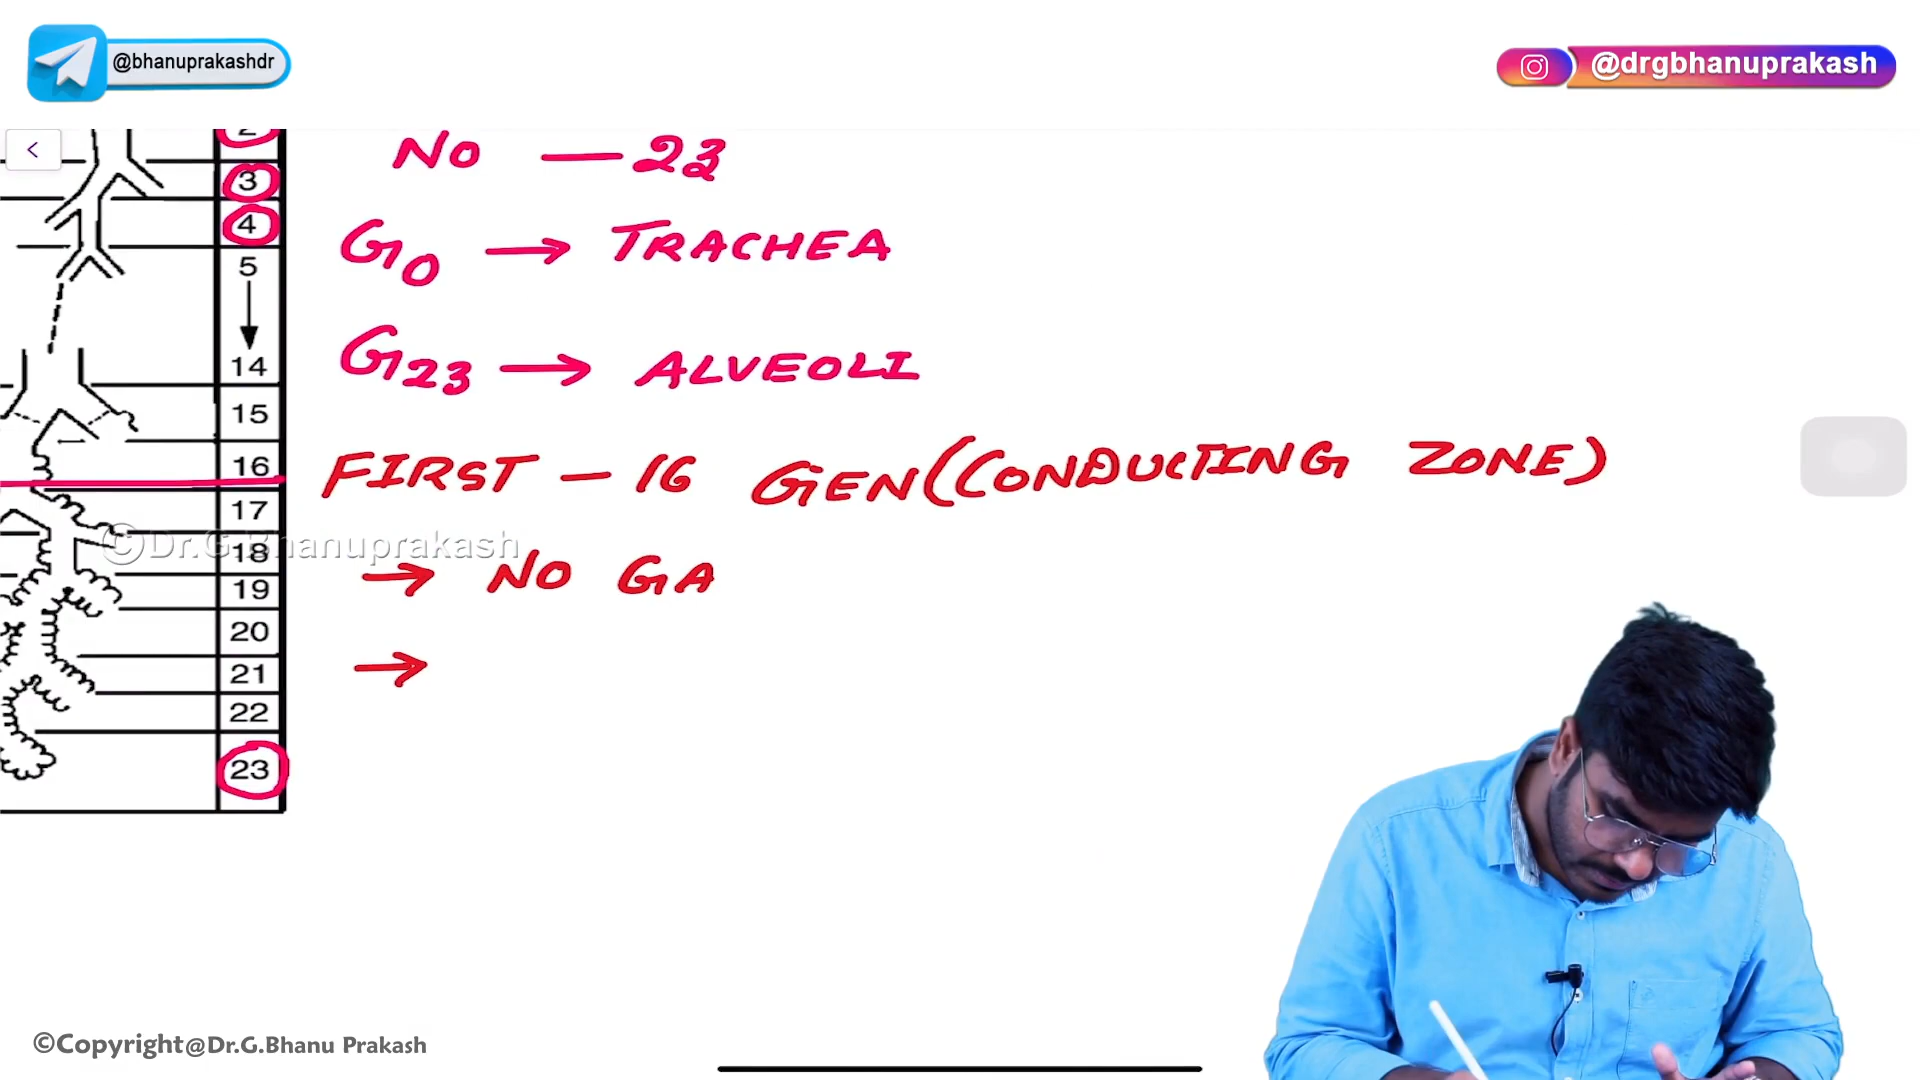 @bhanuprakashdr
@drgbhanuprakash
<
2
3
4
5
14
15
16
17
18
19
20
21
22
23
NO — 23
G0 → TRACHEA
G23 → ALVEOLI
FIRST - 16 GEN (CONDUCTING ZONE)
©Dr.G.Bhanuprakash
→ NO GA
→
©Copyright@Dr.G.Bhanu Prakash